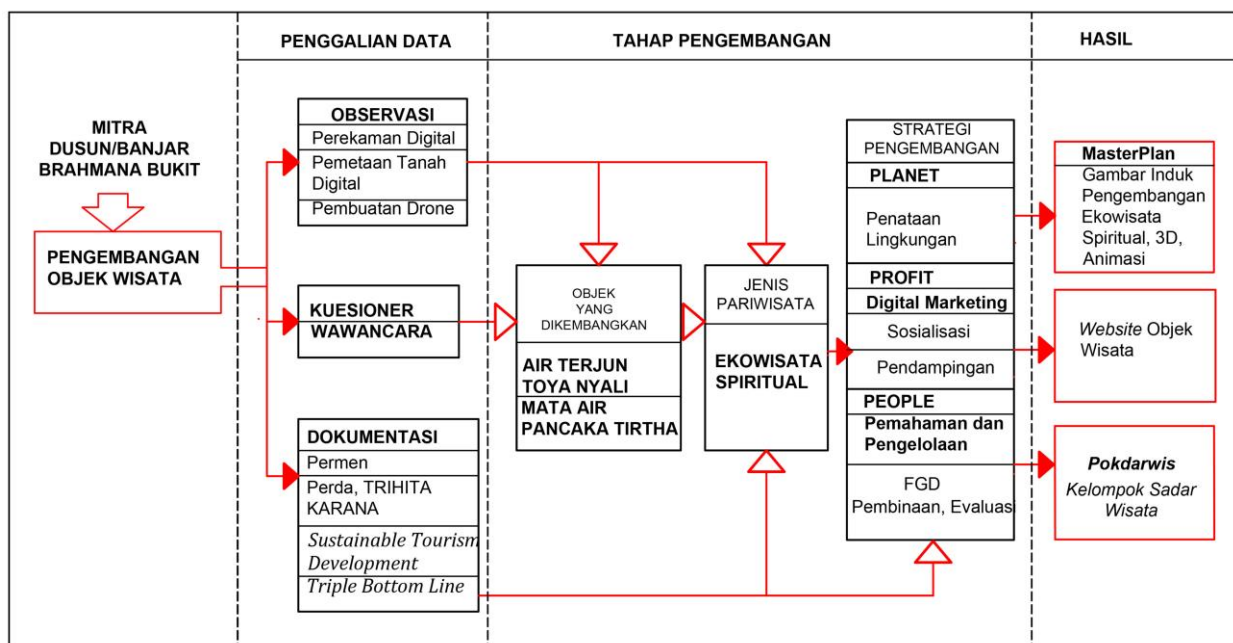 PENGGALIAN DATA
TAHAP PENGEMBANGAN
HASIL
MITRA
DUSUN/BANJAR
BRAHMANA BUKIT
PENGEMBANGAN
OBJEK WISATA
OBSERVASI
Perekaman Digital
Pemetaan Tanah
Digital
Pembuatan Drone
KUESIONER
WAWANCARA
DOKUMENTASI
Permen
Perda, TRIHITA
KARANA
Sustainable Tourism
Development
Triple Bottom Line
OBJEK
YANG
DIKEMBANGKAN
AIR TERJUN
TOYA NYALI
MATA AIR
PANCAKA TIRTHA
JENIS
PARIWISATA
EKOWISATA
SPIRITUAL
STRATEGI
PENGEMBANGAN
PLANET
Penataan
Lingkungan
PROFIT
Digital Marketing
Sosialisasi
Pendampingan
PEOPLE
Pemahaman dan
Pengelolaan
FGD
Pembinaan, Evaluasi
MasterPlan
Gambar Induk
Pengembangan
Ekowisata
Spiritual, 3D,
Animasi
Website Objek
Wisata
Pokdarwis
Kelompok Sadar
Wisata